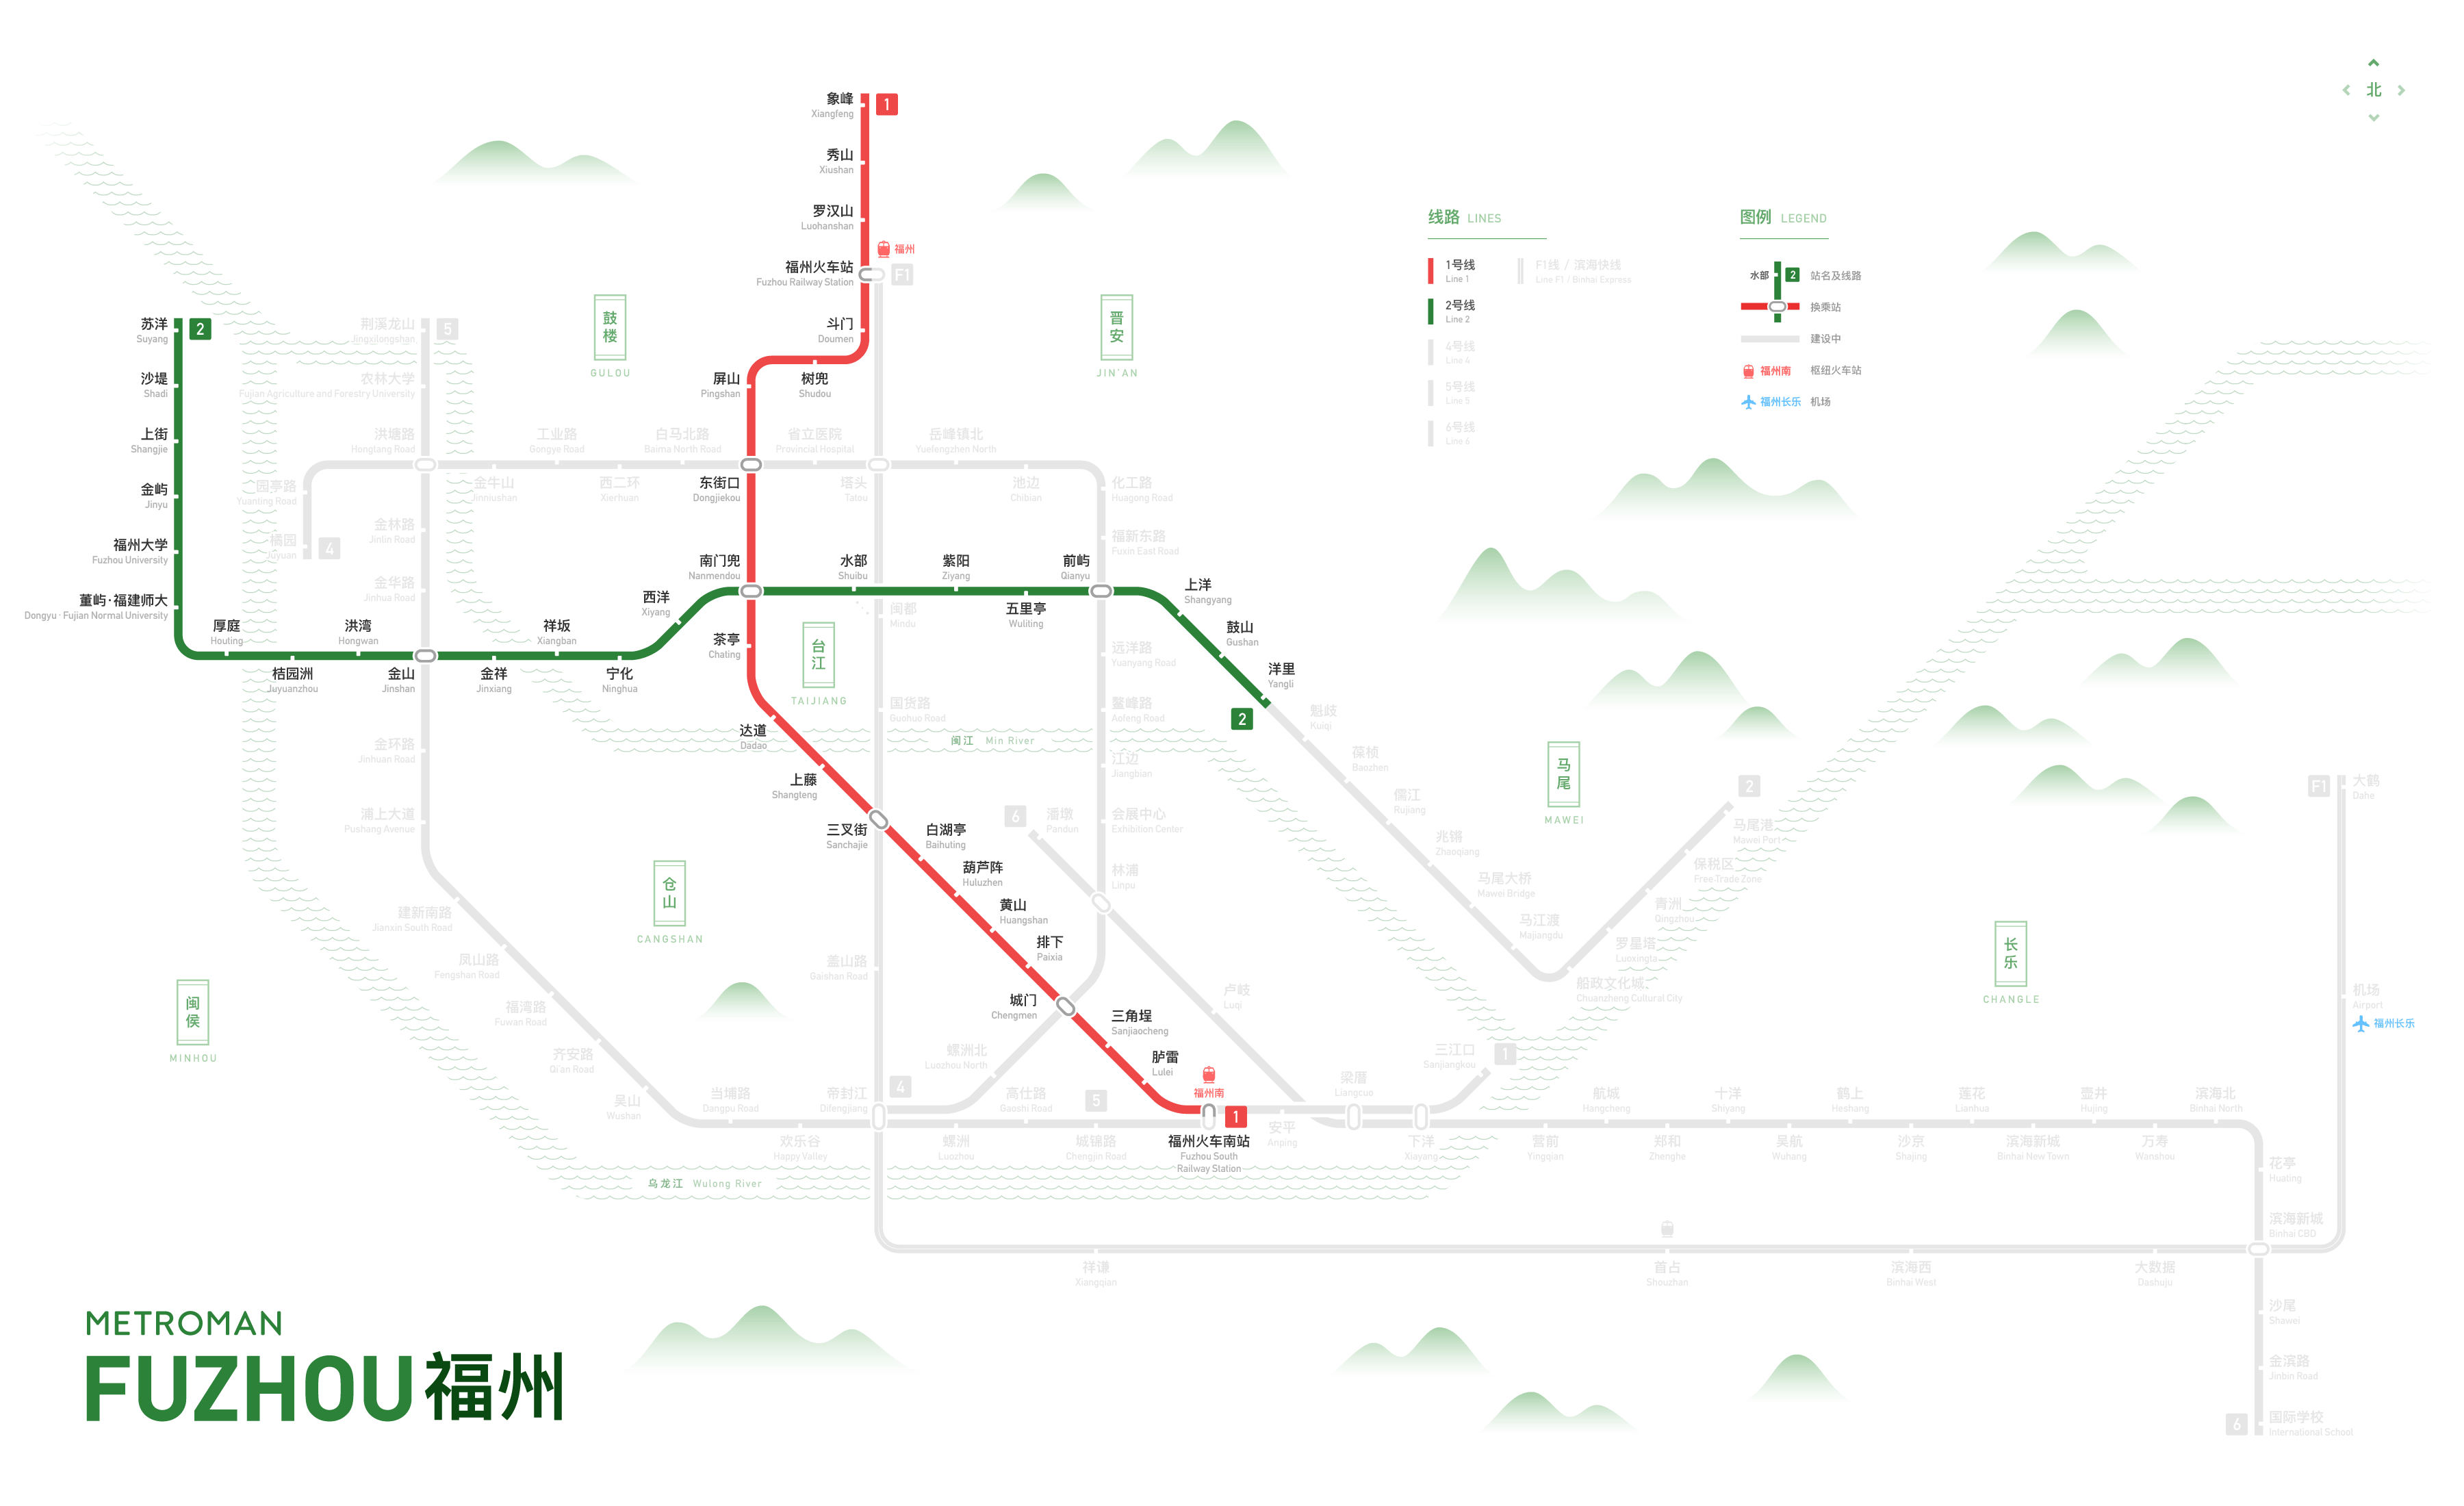 北
象峰
Xiangfeng
1
秀山
Xiushan
罗汉山
Luohanshan
福州
福州火车站
Fuzhou Railway Station
F1
斗门
Doumen
树兜
Shudou
屏山
Pingshan
东街口
Dongjiekou
南门兜
Nanmendou
茶亭
Chating
达道
Dadao
上藤
Shangteng
三叉街
Sanchajie
白湖亭
Baihuting
葫芦阵
Huluzhen
黄山
Huangshan
排下
Paixia
城门
Chengmen
三角埕
Sanjiaocheng
胪雷
Lulei
福州南
1
福州火车南站
Fuzhou South
Railway Station
安平
Anping
梁厝
Liangcuo
下洋
Xiayang
三江口
Sanjiangkou
1
苏洋
Suyang
2
沙堤
Shadi
上街
Shangjie
金屿
Jinyu
福州大学
Fuzhou University
董屿·福建师大
Dongyu · Fujian Normal University
厚庭
Houting
桔园洲
Juyuanzhou
洪湾
Hongwan
金山
Jinshan
金祥
Jinxiang
祥坂
Xiangban
宁化
Ninghua
西洋
Xiyang
水部
Shuibu
紫阳
Ziyang
五里亭
Wuliting
前屿
Qianyu
上洋
Shangyang
鼓山
Gushan
洋里
Yangli
2
魁歧
Kuiqi
葆桢
Baozhen
儒江
Rujiang
兆锵
Zhaoqiang
马尾大桥
Mawei Bridge
马江渡
Majiangdu
船政文化城
Chuanzheng Cultural City
罗星塔
Luoxingta
青洲
Qingzhou
保税区
Free Trade Zone
马尾港
Mawei Port
2
荆溪龙山
Jingxilongshan
5
农林大学
Fujian Agriculture and Forestry University
洪塘路
Hongtang Road
金林路
Jinlin Road
金华路
Jinhua Road
金环路
Jinhuan Road
浦上大道
Pushang Avenue
建新南路
Jianxin South Road
凤山路
Fengshan Road
福湾路
Fuwan Road
齐安路
Qi'an Road
吴山
Wushan
当埔路
Dangpu Road
欢乐谷
Happy Valley
帝封江
Difengjiang
4
螺洲
Luozhou
高仕路
Gaoshi Road
5
城锦路
Chengjin Road
橘园
Juyuan
4
园亭路
Yuanting Road
金牛山
Jinniushan
工业路
Gongye Road
西二环
Xierhuan
白马北路
Baima North Road
省立医院
Provincial Hospital
塔头
Tatou
岳峰镇北
Yuefengzhen North
池边
Chibian
化工路
Huagong Road
福新东路
Fuxin East Road
远洋路
Yuanyang Road
鳌峰路
Aofeng Road
江边
Jiangbian
会展中心
Exhibition Center
林浦
Linpu
螺洲北
Luozhou North
闽都
Mindu
国货路
Guohuo Road
盖山路
Gaishan Road
6
潘墩
Pandun
卢岐
Luqi
营前
Yingqian
航城
Hangcheng
郑和
Zhenghe
十洋
Shiyang
吴航
Wuhang
鹤上
Heshang
沙京
Shajing
莲花
Lianhua
滨海新城
Binhai New Town
壶井
Hujing
万寿
Wanshou
滨海北
Binhai North
花亭
Huating
滨海新城
Binhai CBD
沙尾
Shawei
金滨路
Jinbin Road
国际学校
International School
6
祥谦
Xiangqian
首占
Shouzhan
滨海西
Binhai West
大数据
Dashuju
机场
Airport
福州长乐
F1
大鹤
Dahe
鼓楼
GULOU
晋安
JIN'AN
台江
TAIJIANG
仓山
CANGSHAN
马尾
MAWEI
长乐
CHANGLE
闽侯
MINHOU
闽江 Min River
乌龙江 Wulong River
线路 LINES
1号线
Line 1
2号线
Line 2
4号线
Line 4
5号线
Line 5
6号线
Line 6
F1线 / 滨海快线
Line F1 / Binhai Express
图例 LEGEND
水部 2 站名及线路
换乘站
建设中
福州南 枢纽火车站
福州长乐 机场
METROMAN
FUZHOU福州